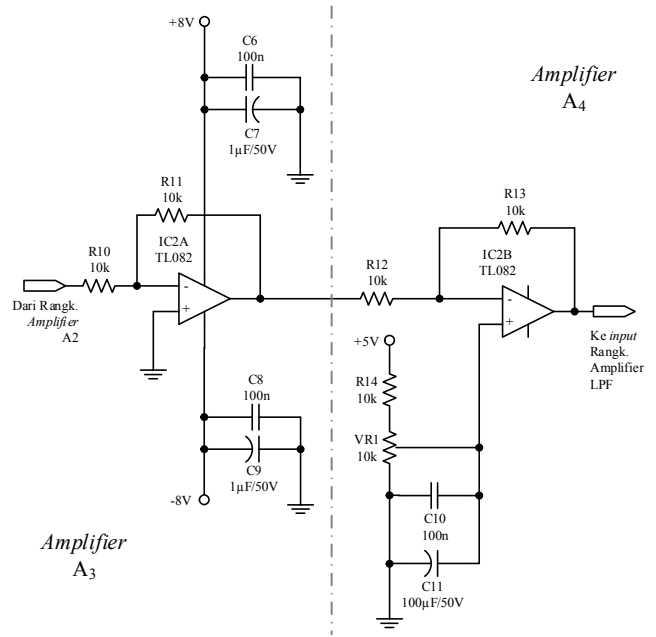 +8V
C6
100n
C7
1µF/50V
Amplifier
A4
R11
10k
R13
10k
R10
10k
IC2A
TL082
R12
10k
IC2B
TL082
-
+
-
+
Dari Rangk.
Amplifier
A2
Ke input
Rangk.
Amplifier
LPF
+5V
R14
10k
VR1
10k
C8
100n
C9
1µF/50V
-8V
C10
100n
C11
100µF/50V
Amplifier
A3